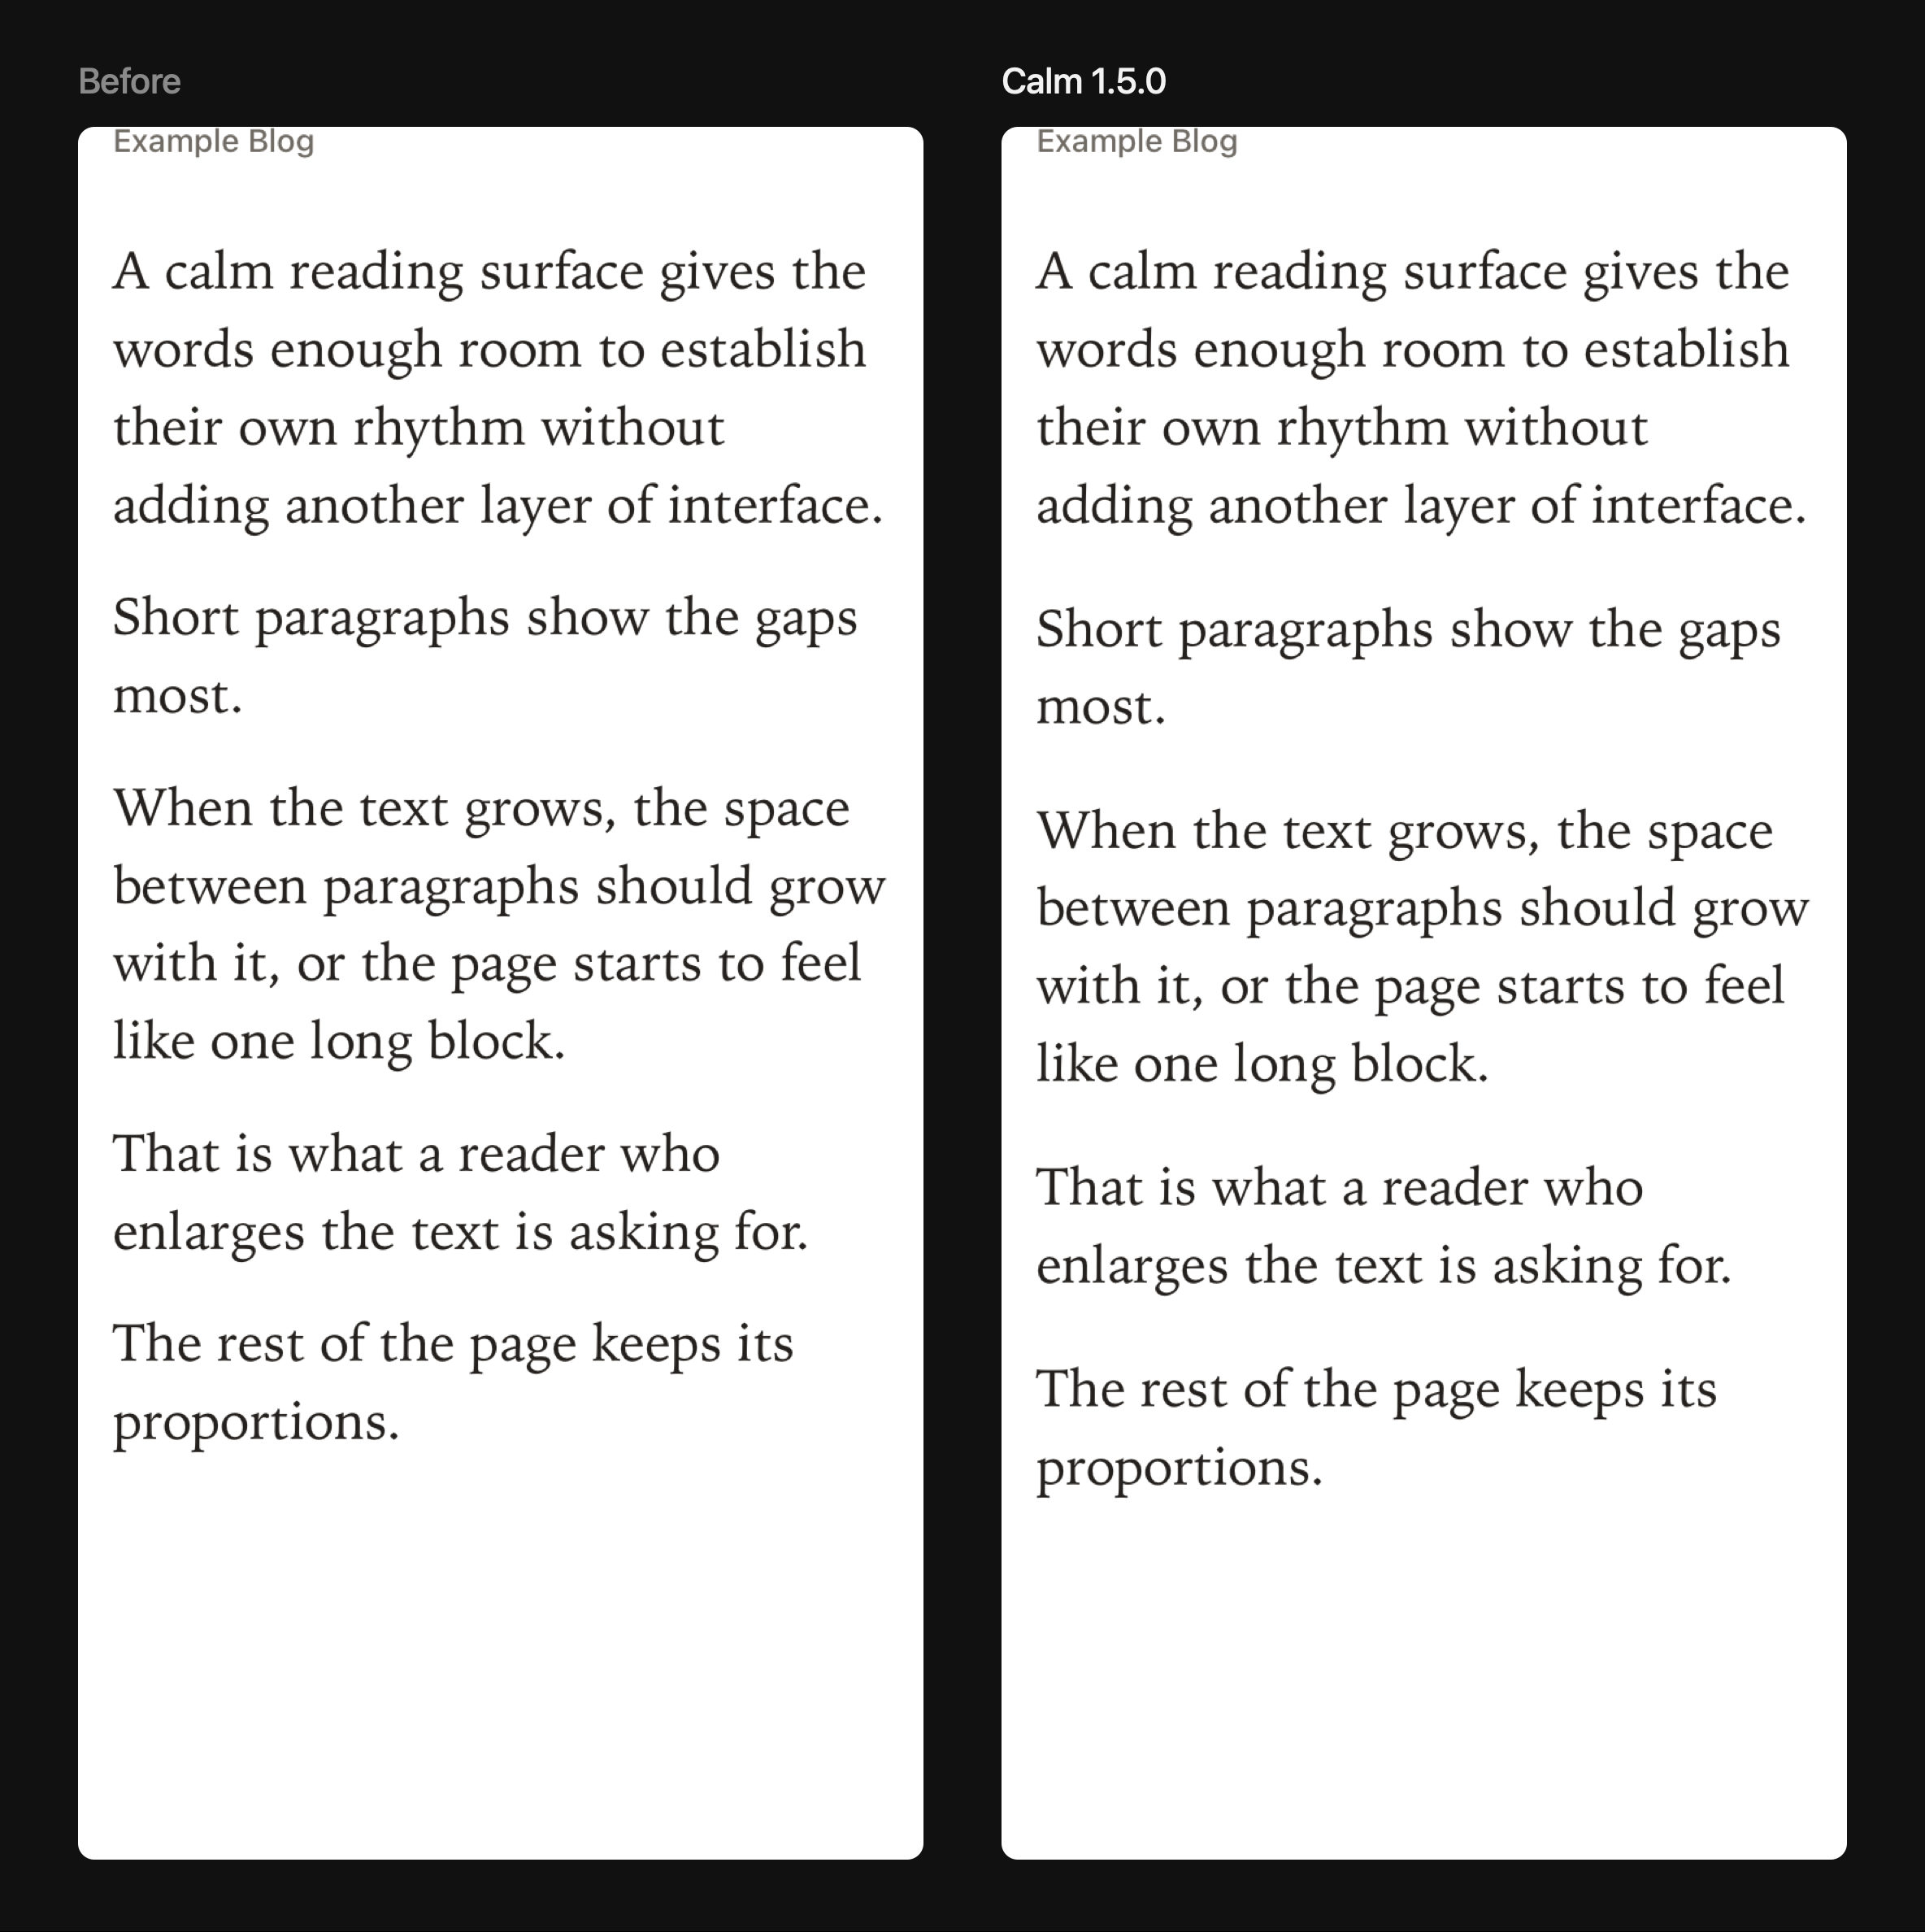 Before
Example Blog
A calm reading surface gives the
words enough room to establish
their own rhythm without
adding another layer of interface.
Short paragraphs show the gaps
most.
When the text grows, the space
between paragraphs should grow
with it, or the page starts to feel
like one long block.
That is what a reader who
enlarges the text is asking for.
The rest of the page keeps its
proportions.
Calm 1.5.0
Example Blog
A calm reading surface gives the
words enough room to establish
their own rhythm without
adding another layer of interface.
Short paragraphs show the gaps
most.
When the text grows, the space
between paragraphs should grow
with it, or the page starts to feel
like one long block.
That is what a reader who
enlarges the text is asking for.
The rest of the page keeps its
proportions.